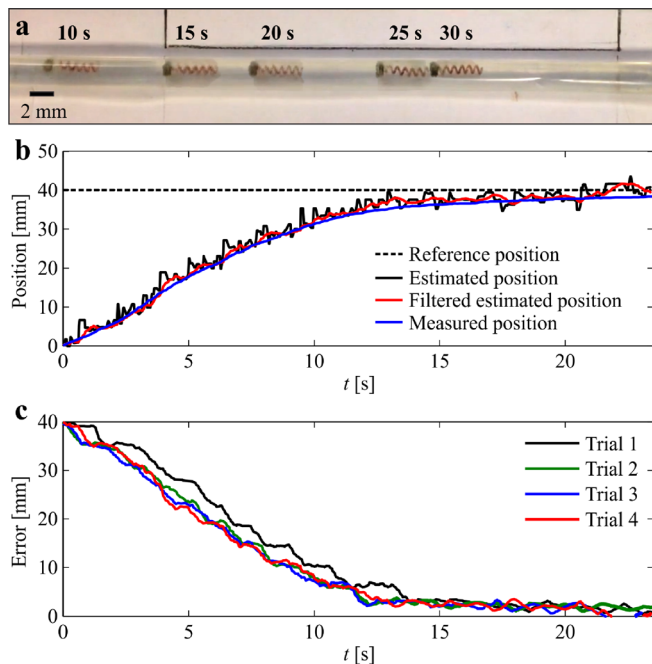 a
10 s 15 s 20 s 25 s 30 s
2 mm
b
50
40
30
20
10
0
Position [mm]
Reference position
Estimated position
Filtered estimated position
Measured position
0 5 10 15 20
t [s]
c
40
30
20
10
0
Error [mm]
Trial 1
Trial 2
Trial 3
Trial 4
0 5 10 15 20
t [s]